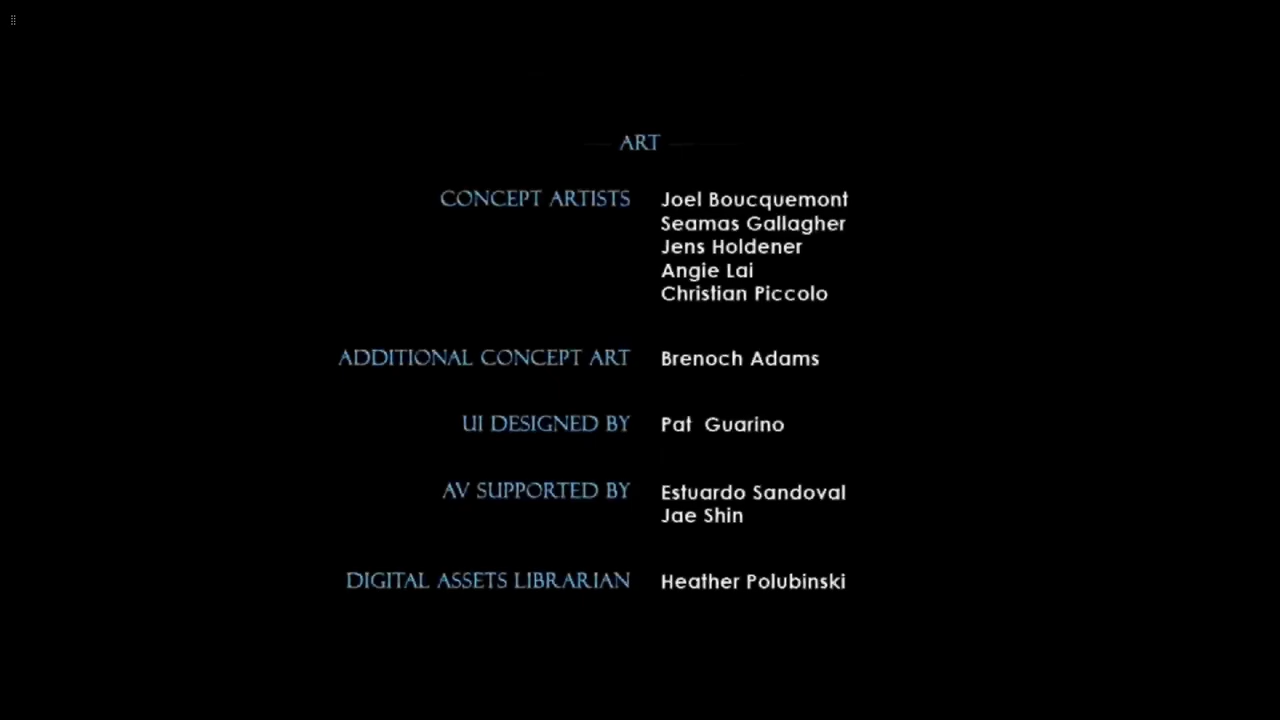 ART
CONCEPT ARTISTS Joel Boucquemont
Seamas Gallagher
Jens Holdener
Angie Lai
Christian Piccolo
ADDITIONAL CONCEPT ART Brenoch Adams
UI DESIGNED BY Pat Guarino
AV SUPPORTED BY Estuardo Sandoval
Jae Shin
DIGITAL ASSETS LIBRARIAN Heather Polubinski